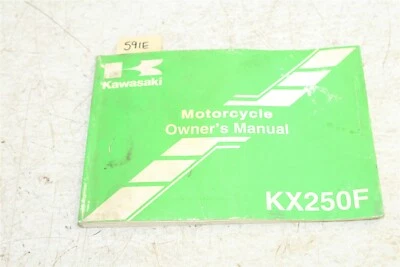 591E
Kawasaki
Motorcycle
Owner's Manual
KX250F